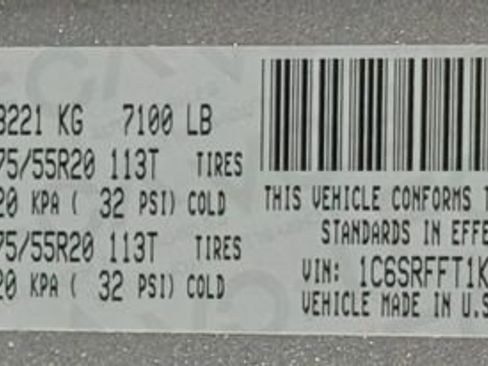 3221 KG 7100 LB
75/55R20 113T TIRES
20 KPA ( 32 PSI) COLD
75/55R20 113T TIRES
20 KPA ( 32 PSI) COLD
THIS VEHICLE CONFORMS T
STANDARDS IN EFFE
VIN: 1C6SRFFT1K
VEHICLE MADE IN U.S